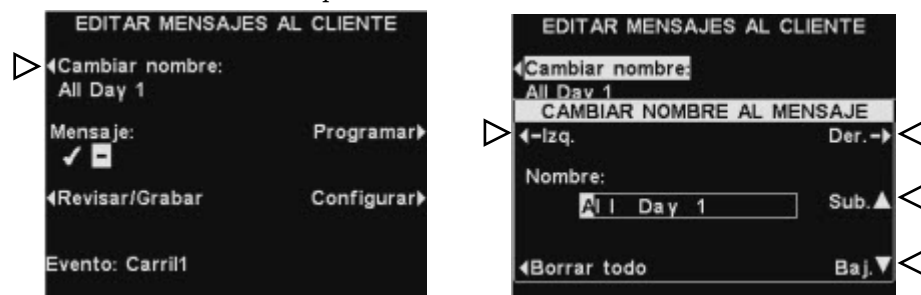 EDITAR MENSAJES AL CLIENTE
Cambiar nombre:
All Day 1
Mensaje:
Programar
Revisar/Grabar
Configurar
Evento: Carril1
EDITAR MENSAJES AL CLIENTE
Cambiar nombre:
All Day 1
CAMBIAR NOMBRE AL MENSAJE
-Izq.
Der.-
Nombre:
All Day 1
Sub.
Borrar todo
Baj.